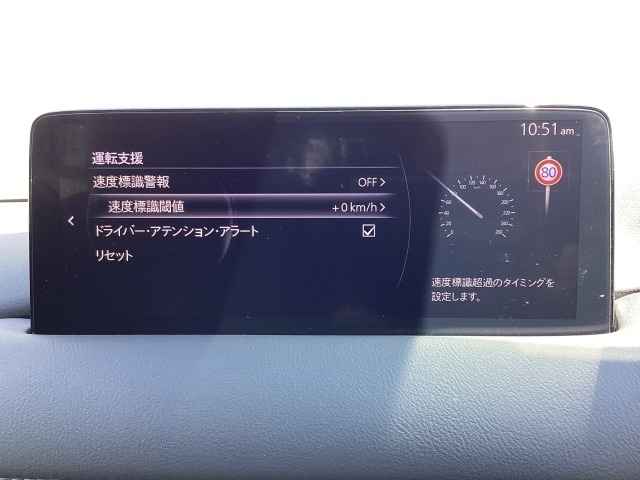 10:51 am
運転支援
速度標識警報 OFF
速度標識閾値 +0 km/h
ドライバー・アテンション・アラート
リセット
80
速度標識超過のタイミングを
設定します。